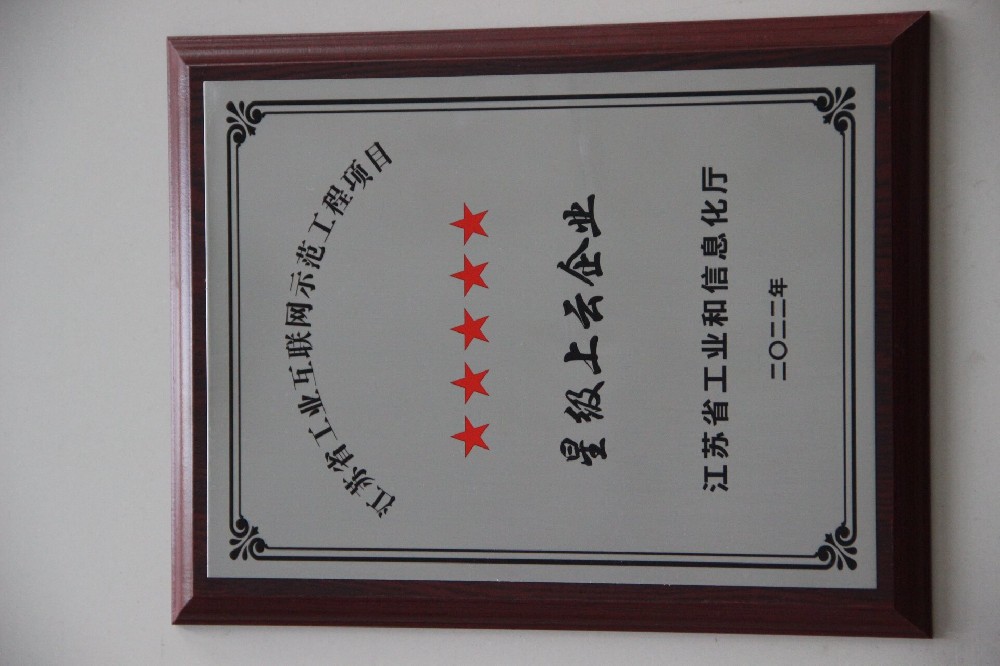 江苏省工业互联网示范工程项目
★★★★★
星级上云企业
江苏省工业和信息化厅
二〇二二年